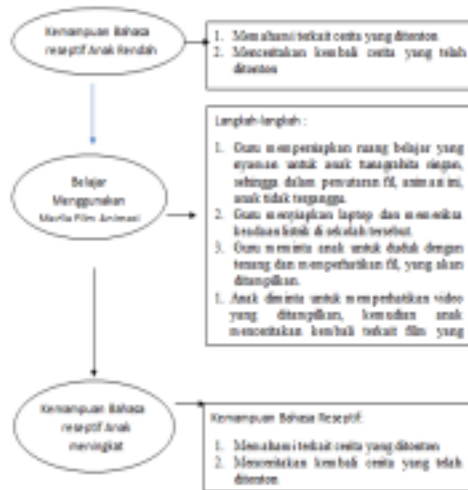 Kemampuan Bahasa
reseptif Anak Rendah
1. Memahami terkait cerita yang ditonton
2. Menceritakan kembali cerita yang telah
ditonton
Langkah-langkah :
1. Guru mempersiapkan ruang belajar yang
nyaman untuk anak tunagrahita ringan,
sehingga dalam pemutaran fil, animasi ini,
anak tidak terganggu.
2. Guru menyiapkan laptop dan memeriksa
keadaan listrik di sekolah tersebut.
3. Guru meminta anak untuk duduk dengan
tenang dan memperhatikan fil, yang akan
ditampilkan.
1. Anak diminta untuk memperhatikan video
yang ditampilkan, kemudian anak
menceritakan kembali terkait film yang
Belajar
Menggunakan
Media Film Animasi
Kemampuan Bahasa
reseptif Anak
meningkat
Kemampuan Bahasa Reseptif:
1. Memahami terkait cerita yang ditonton
2. Menceritakan kembali cerita yang telah
ditonton